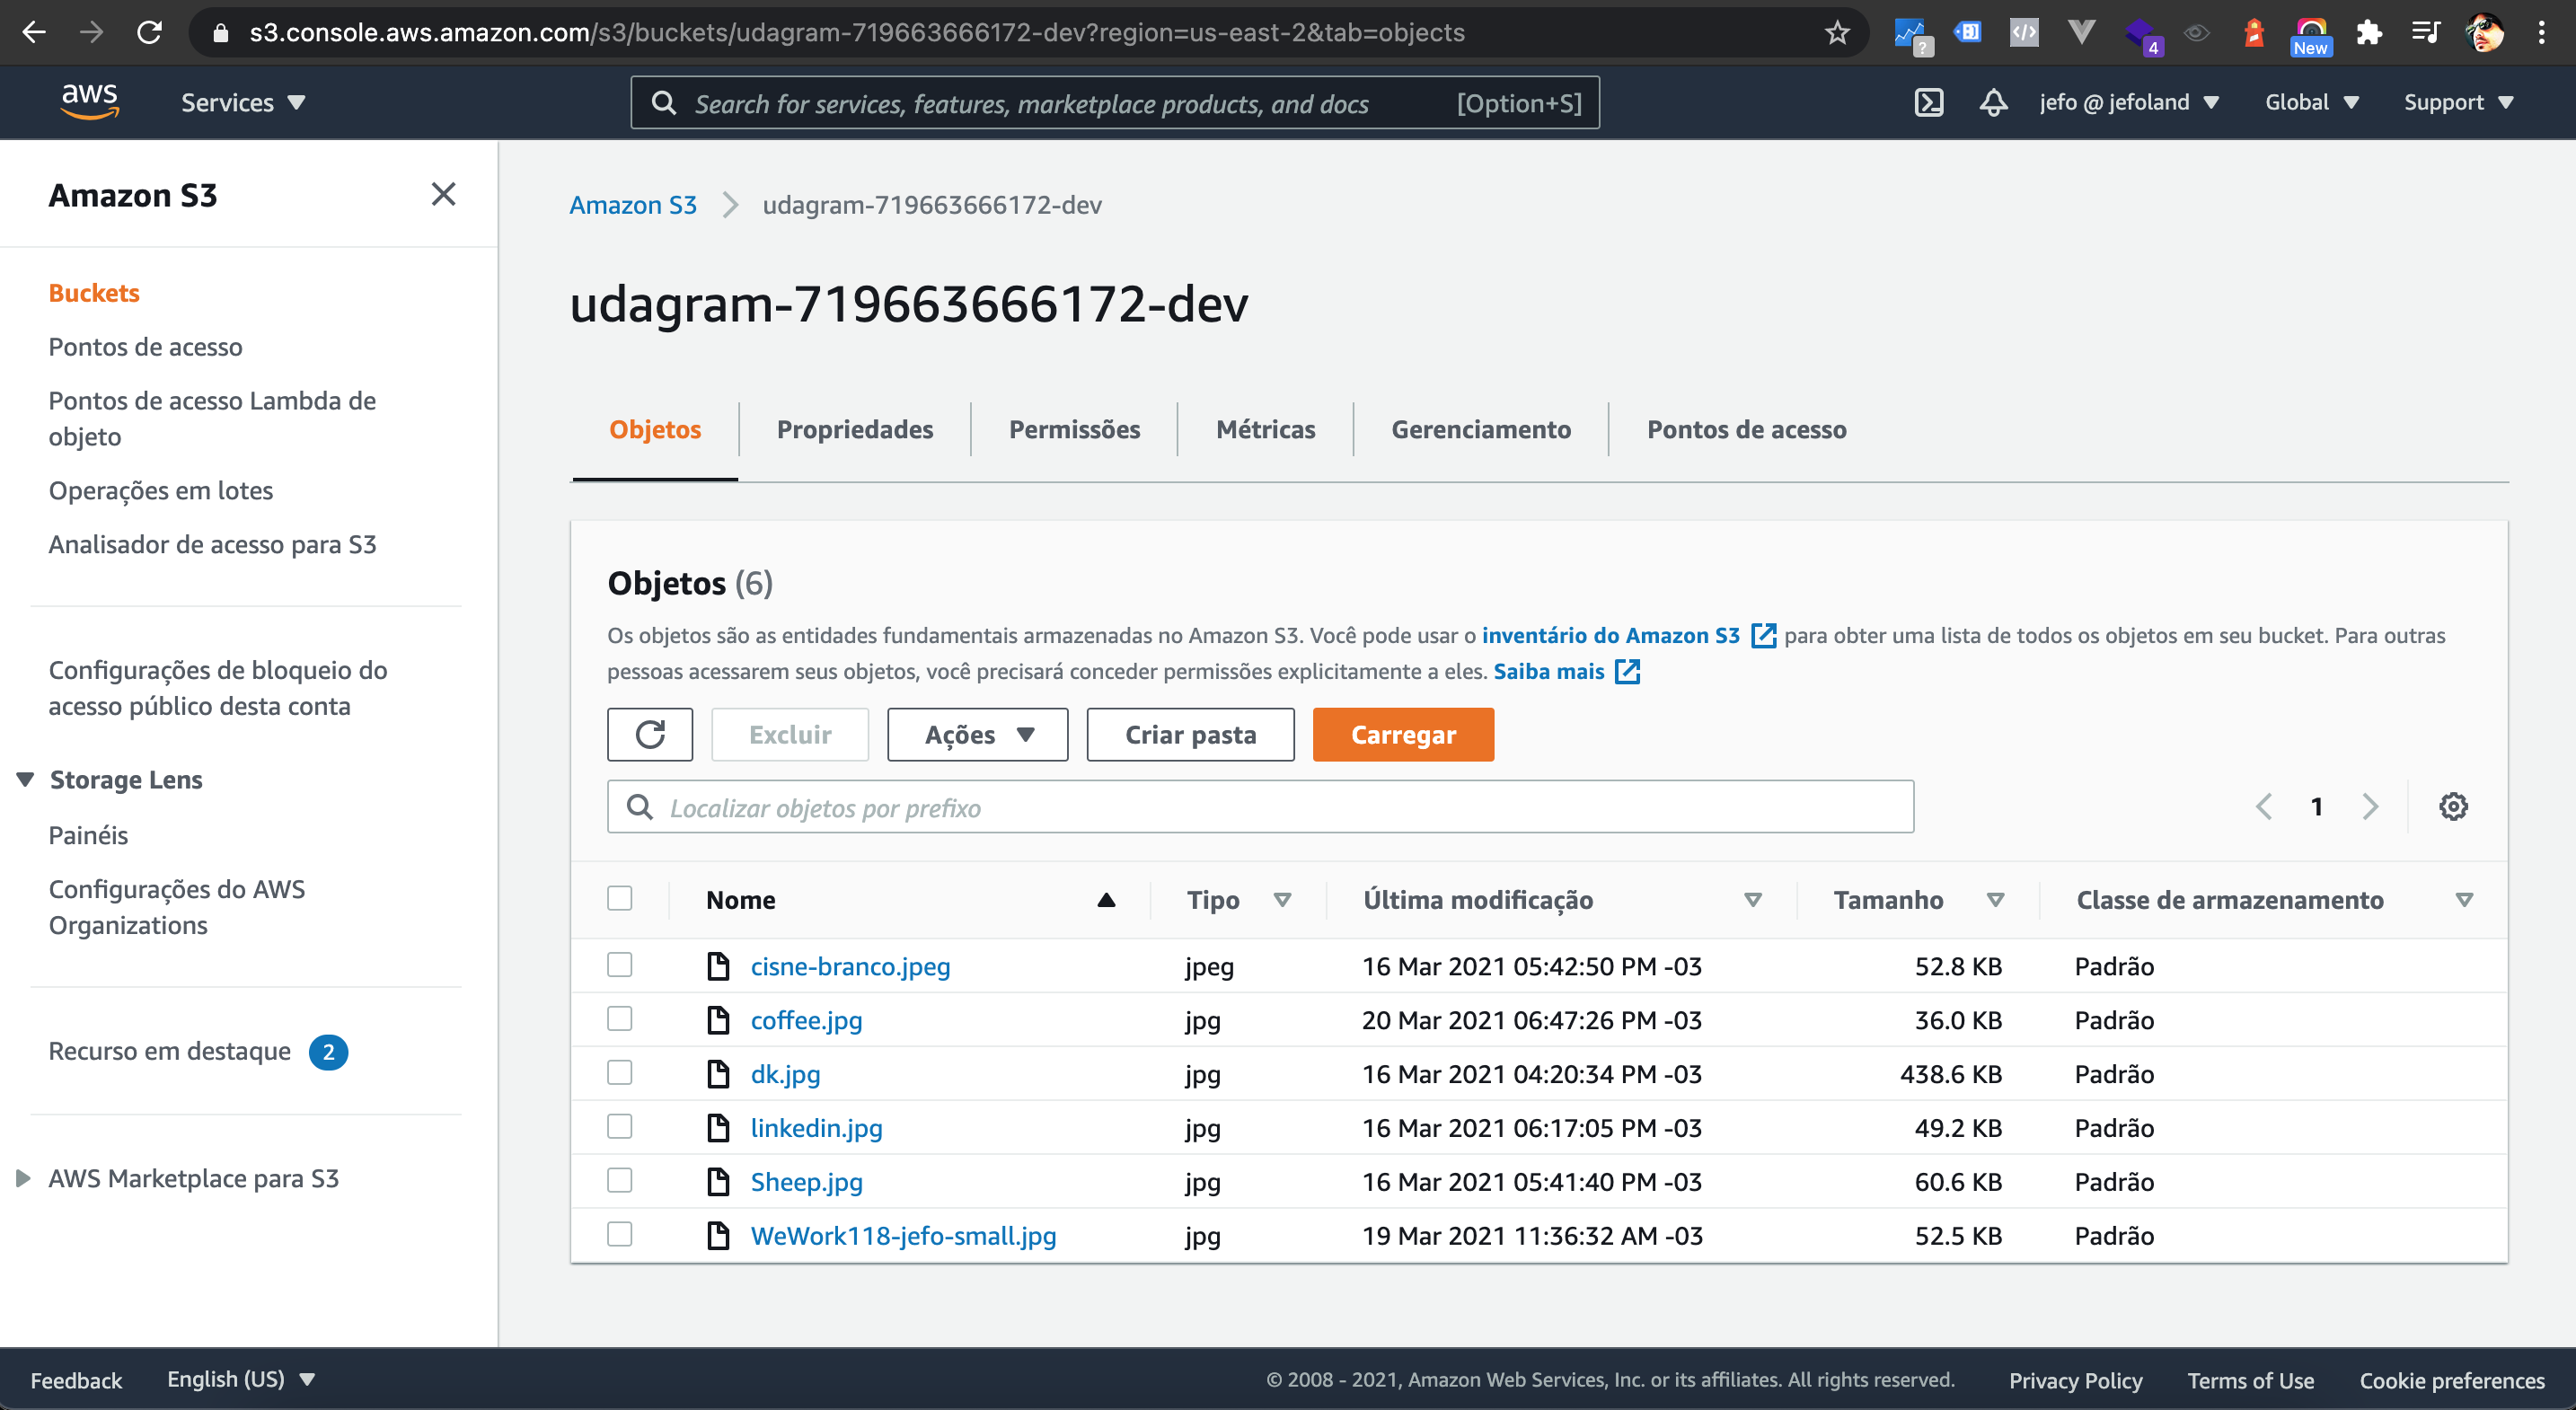 s3.console.aws.amazon.com/s3/buckets/udagram-719663666172-dev?region=us-east-2&tab=objects
? 4 New
aws Services Search for services, features, marketplace products, and docs [Option+S] jefo @ jefoland Global Support
Amazon S3
Buckets
Pontos de acesso
Pontos de acesso Lambda de
objeto
Operações em lotes
Analisador de acesso para S3
Configurações de bloqueio do
acesso público desta conta
Storage Lens
Painéis
Configurações do AWS
Organizations
Recurso em destaque 2
AWS Marketplace para S3
Amazon S3 udagram-719663666172-dev
udagram-719663666172-dev
Objetos Propriedades Permissões Métricas Gerenciamento Pontos de acesso
Objetos (6)
Os objetos são as entidades fundamentais armazenadas no Amazon S3. Você pode usar o inventário do Amazon S3 para obter uma lista de todos os objetos em seu bucket. Para outras
pessoas acessarem seus objetos, você precisará conceder permissões explicitamente a eles. Saiba mais
Excluir Ações Criar pasta Carregar
Localizar objetos por prefixo 1
Nome Tipo Última modificação Tamanho Classe de armazenamento
cisne-branco.jpeg jpeg 16 Mar 2021 05:42:50 PM -03 52.8 KB Padrão
coffee.jpg jpg 20 Mar 2021 06:47:26 PM -03 36.0 KB Padrão
dk.jpg jpg 16 Mar 2021 04:20:34 PM -03 438.6 KB Padrão
linkedin.jpg jpg 16 Mar 2021 06:17:05 PM -03 49.2 KB Padrão
Sheep.jpg jpg 16 Mar 2021 05:41:40 PM -03 60.6 KB Padrão
WeWork118-jefo-small.jpg jpg 19 Mar 2021 11:36:32 AM -03 52.5 KB Padrão
Feedback English (US) © 2008 - 2021, Amazon Web Services, Inc. or its affiliates. All rights reserved. Privacy Policy Terms of Use Cookie preferences